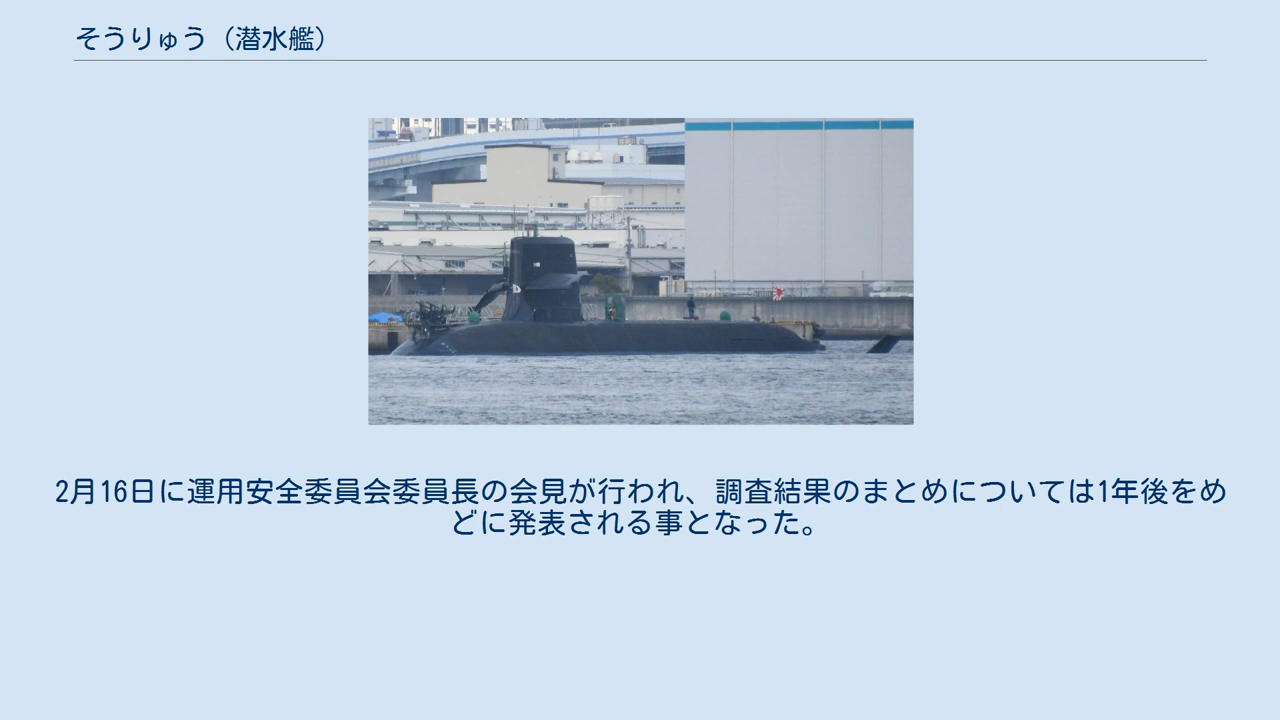 そうりゅう（潜水艦）
2月16日に運用安全委員会委員長の会見が行われ、調査結果のまとめについては1年後をめ
どに発表される事となった。